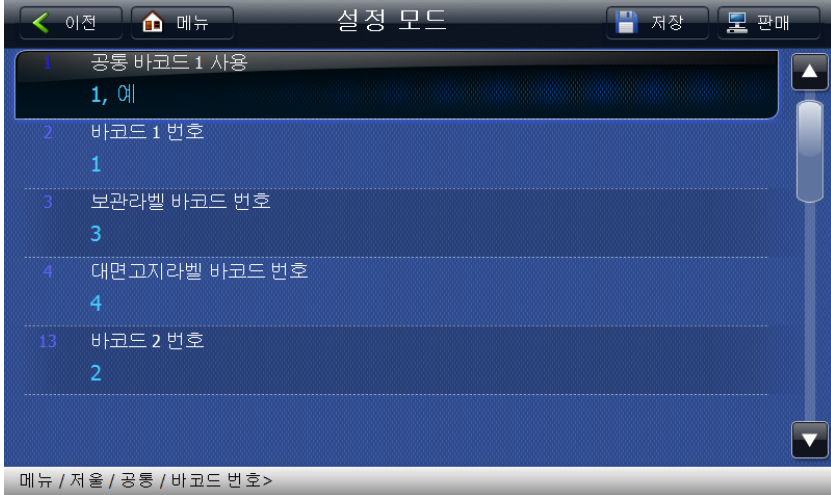 이전 메뉴 설정 모드 저장 판매
1 공통 바코드 1 사용
1, 예
2 바코드 1 번호
1
3 보관라벨 바코드 번호
3
4 대면고지라벨 바코드 번호
4
13 바코드 2 번호
2
메뉴 / 저울 / 공통 / 바코드 번호>